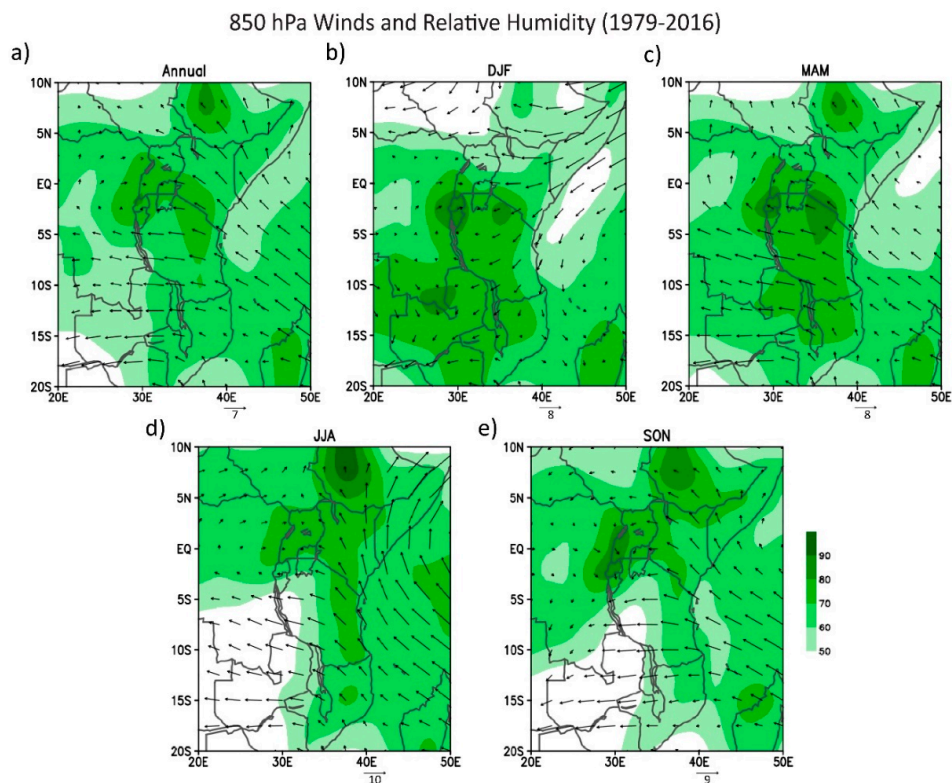 850 hPa Winds and Relative Humidity (1979-2016)
a) b) c)
Annual DJF MAM
10N 10N 10N
5N 5N 5N
EQ EQ EQ
5S 5S 5S
10S 10S 10S
15S 15S 15S
20S 20S 20S
20E 30E 40E 50E 20E 30E 40E 50E 20E 30E 40E 50E
7 8 8
d) e)
JJA SON
10N 10N
5N 5N
EQ EQ
5S 5S
10S 10S
15S 15S
20S 20S
20E 30E 40E 50E 20E 30E 40E 50E
10 9
90
80
70
60
50